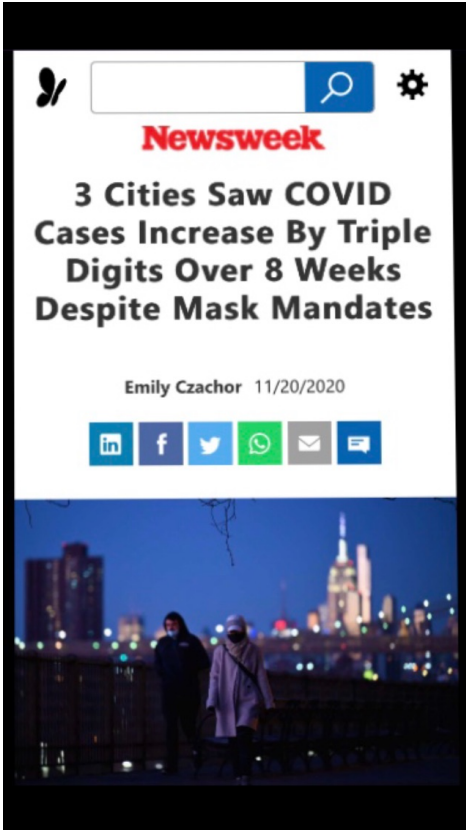 Newsweek
3 Cities Saw COVID
Cases Increase By Triple
Digits Over 8 Weeks
Despite Mask Mandates
Emily Czachor 11/20/2020
in
f